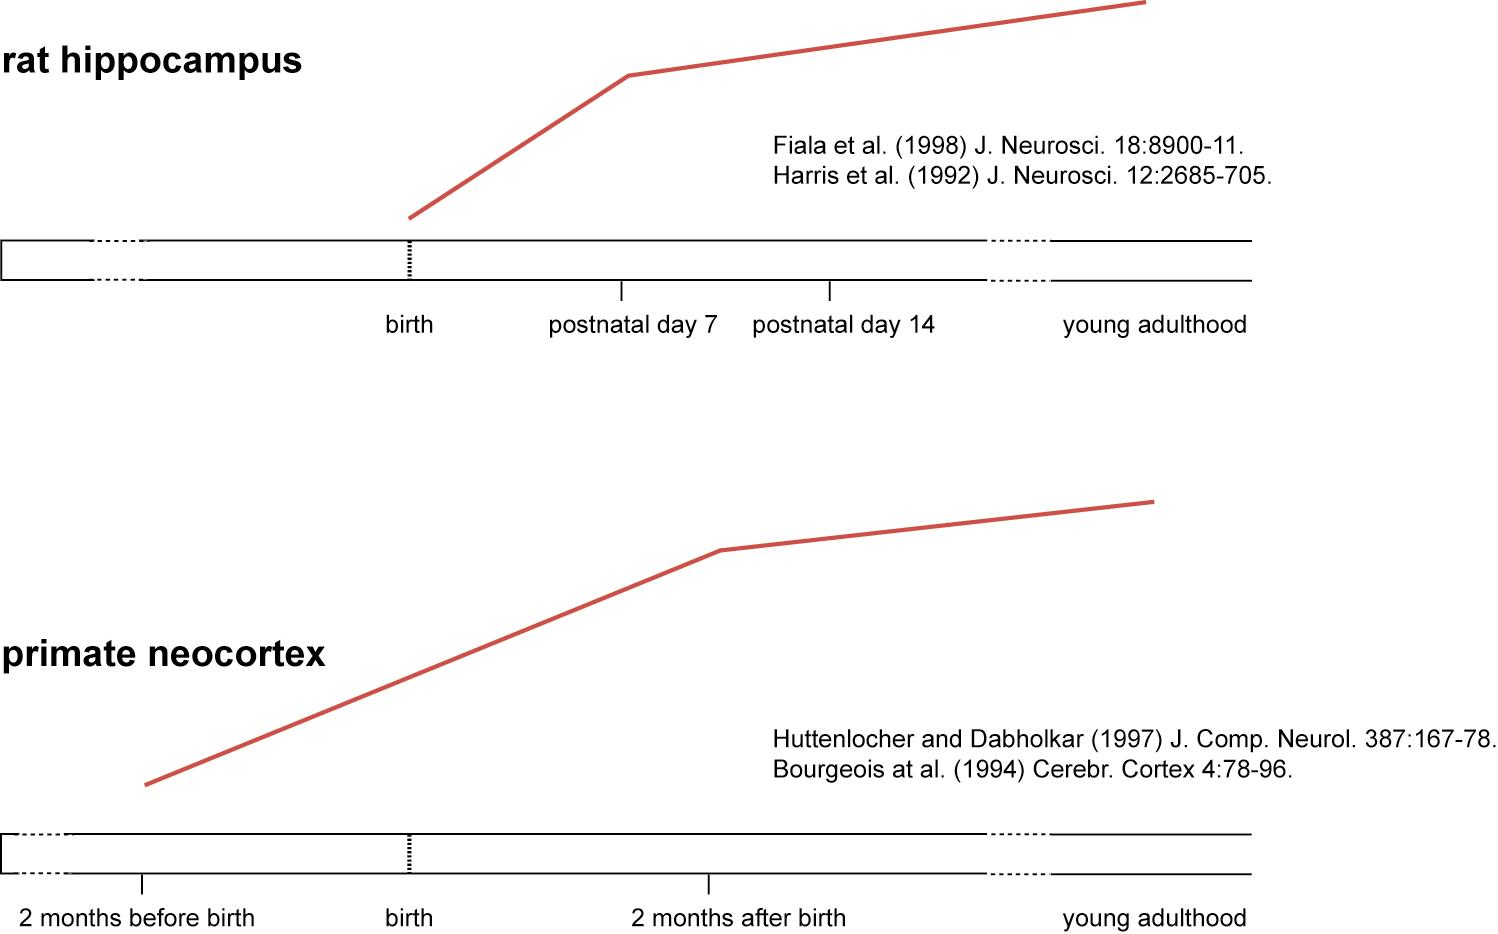 rat hippocampus
Fiala et al. (1998) J. Neurosci. 18:8900-11.
Harris et al. (1992) J. Neurosci. 12:2685-705.
birth
postnatal day 7
postnatal day 14
young adulthood
primate neocortex
Huttenlocher and Dabholkar (1997) J. Comp. Neurol. 387:167-78.
Bourgeois at al. (1994) Cerebr. Cortex 4:78-96.
2 months before birth
birth
2 months after birth
young adulthood